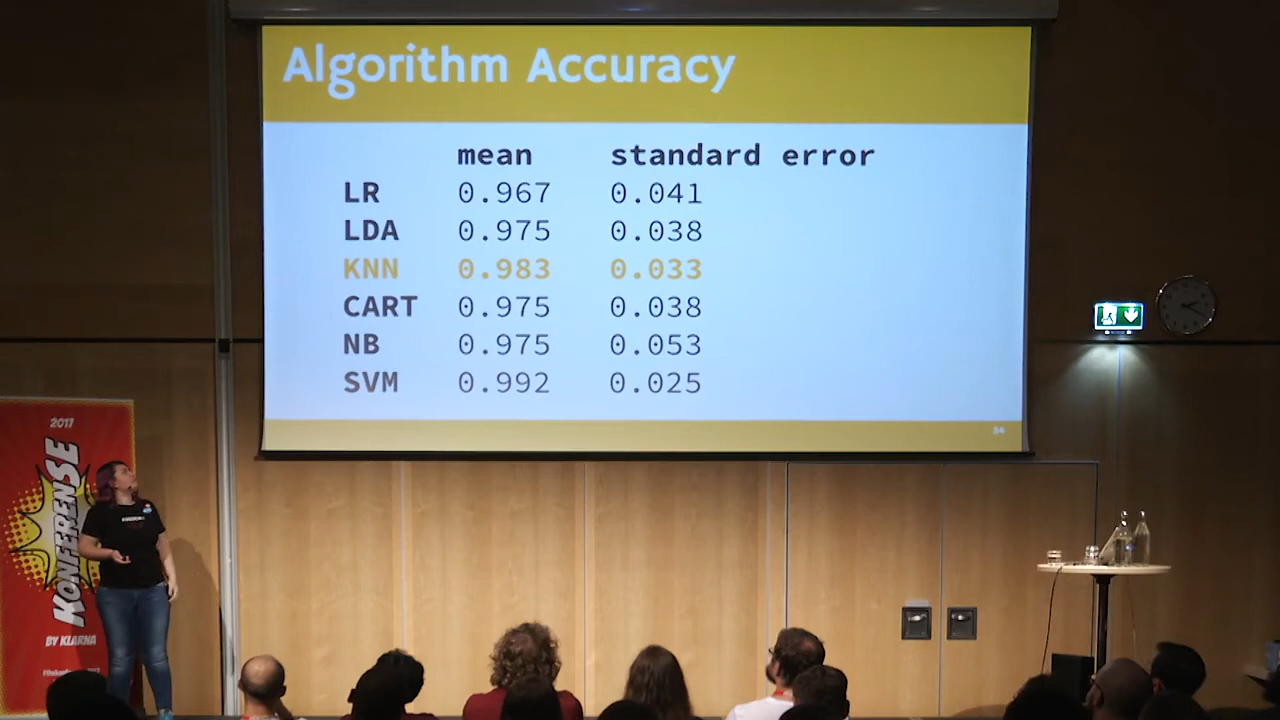 Algorithm Accuracy
mean standard error
LR 0.967 0.041
LDA 0.975 0.038
KNN 0.983 0.033
CART 0.975 0.038
NB 0.975 0.053
SVM 0.992 0.025
34
2017
KONFERENSE
BY KLARNA